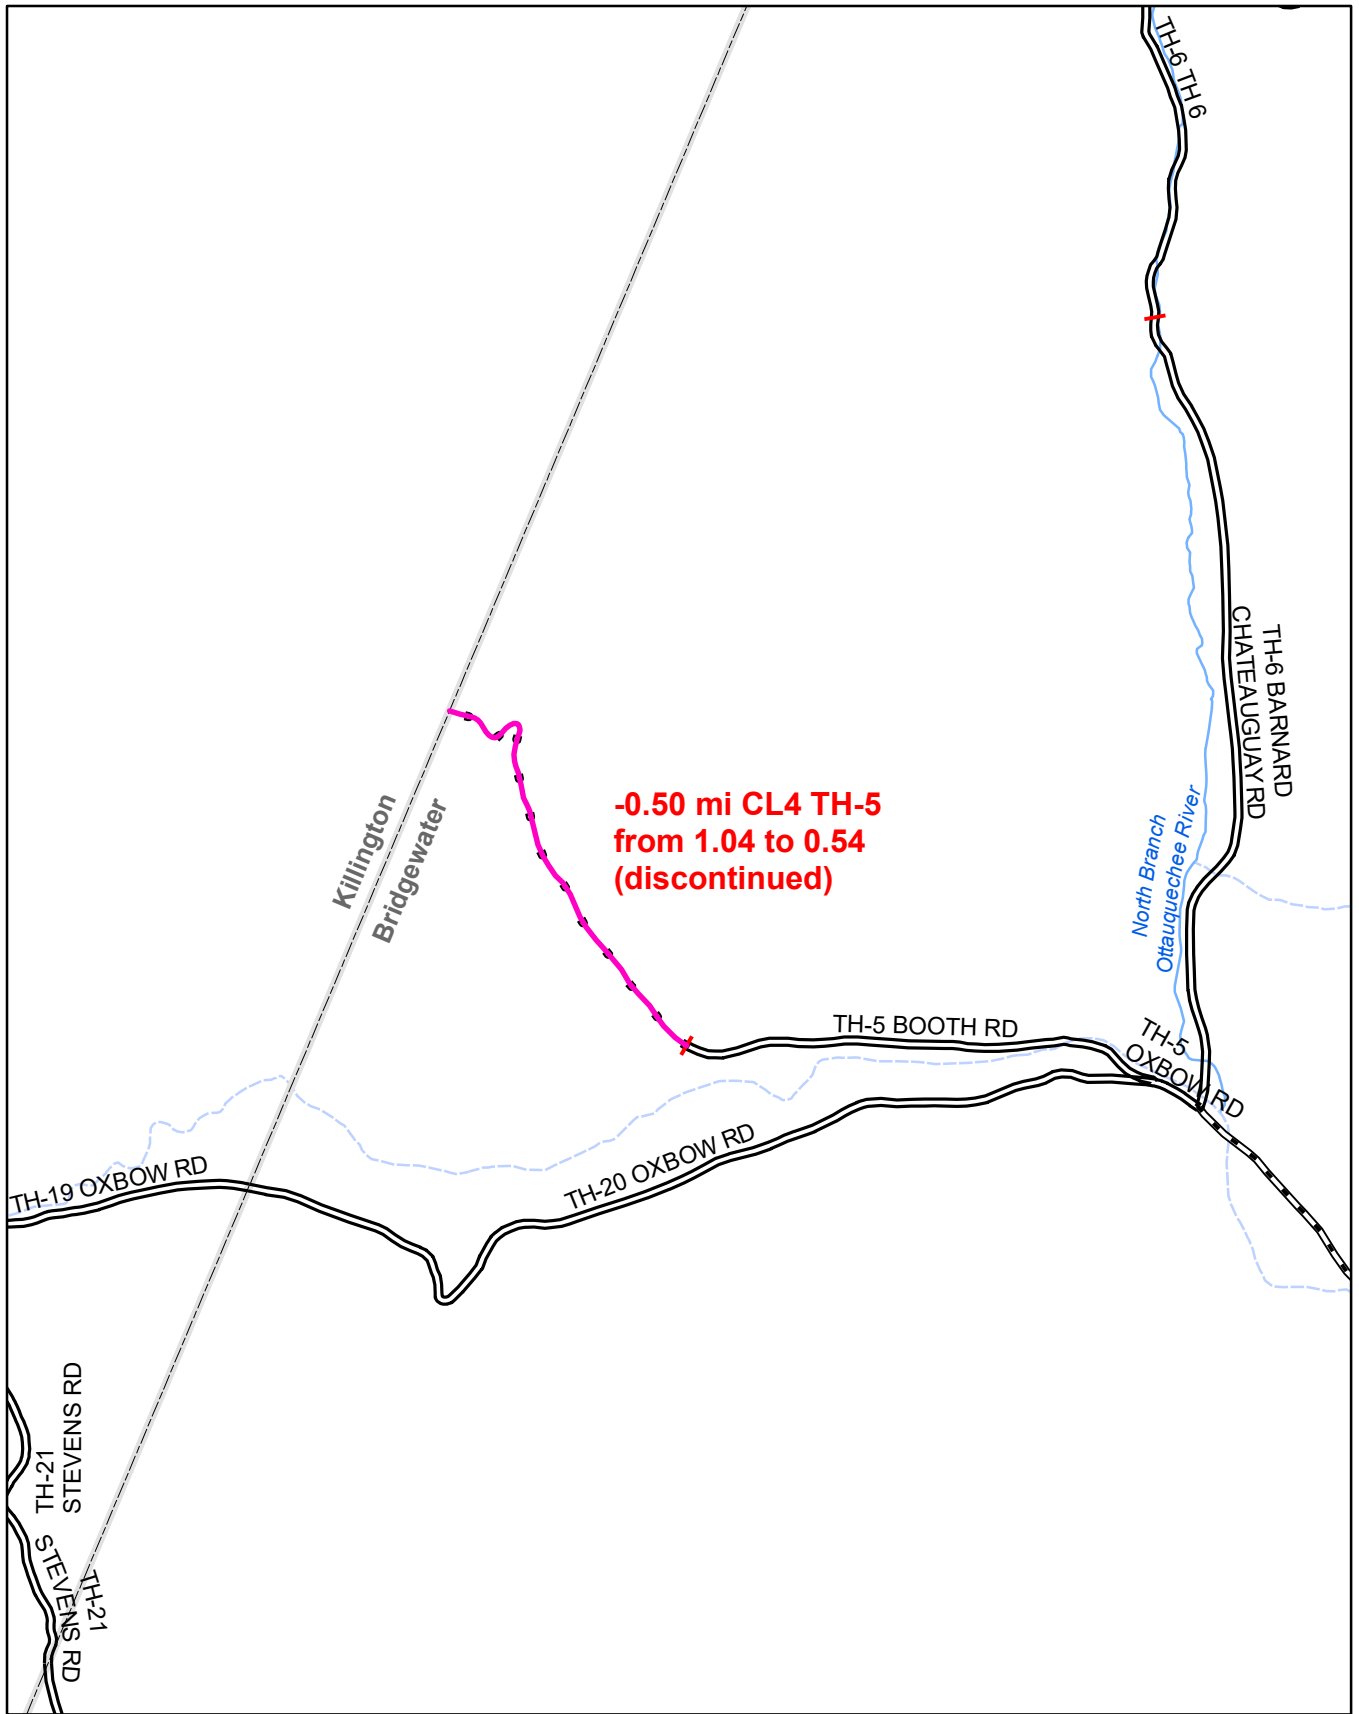 TH-6 TH 6
TH-6 BARNARD
CHATEAUGUAY RD
Killington
Bridgewater
-0.50 mi CL4 TH-5
from 1.04 to 0.54
(discontinued)
North Branch
Ottauquechee River
TH-5 BOOTH RD
TH-5
OXBOW RD
TH-20 OXBOW RD
TH-19 OXBOW RD
TH-21
STEVENS RD
TH-21
STEVENS RD